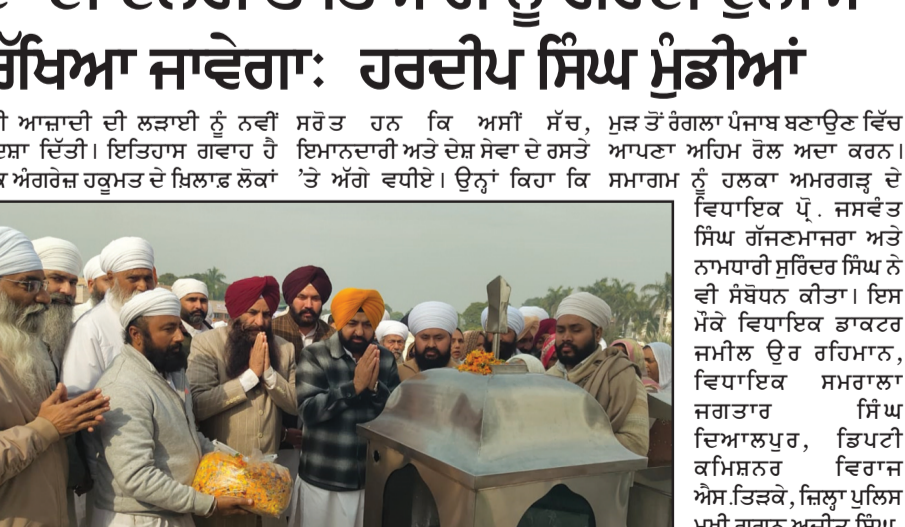 ਰੱਖਿਆ ਜਾਵੇਗਾ: ਹਰਦੀਪ ਸਿੰਘ ਮੁੰਡੀਆਂ
ਆਜ਼ਾਦੀ ਦੀ ਲੜਾਈ ਨੂੰ ਨਵੀਂ
ਦਿੱਤੀ। ਇਤਿਹਾਸ ਗਵਾਹ ਹੈ
ਅੰਗਰੇਜ਼ ਹਕੂਮਤ ਦੇ ਖ਼ਿਲਾਫ਼ ਲੋਕਾਂ
ਸਰੋਤ ਹਨ ਕਿ ਅਸੀਂ ਸੱਚ,
ਇਮਾਨਦਾਰੀ ਅਤੇ ਦੇਸ਼ ਸੇਵਾ ਦੇ ਰਸਤੇ
’ਤੇ ਅੱਗੇ ਵਧੀਏ। ਉਨ੍ਹਾਂ ਕਿਹਾ ਕਿ
ਮੁੜ ਤੋਂ ਰੰਗਲਾ ਪੰਜਾਬ ਬਣਾਉਣ ਵਿੱਚ
ਆਪਣਾ ਅਹਿਮ ਰੋਲ ਅਦਾ ਕਰਨ।
ਸਮਾਗਮ ਨੂੰ ਹਲਕਾ ਅਮਰਗੜ੍ਹ ਦੇ
ਵਿਧਾਇਕ ਪ੍ਰੋ. ਜਸਵੰਤ
ਸਿੰਘ ਗੱਜਣਮਾਜਰਾ ਅਤੇ
ਨਾਮਧਾਰੀ ਸੁਰਿੰਦਰ ਸਿੰਘ ਨੇ
ਵੀ ਸੰਬੋਧਨ ਕੀਤਾ। ਇਸ
ਮੌਕੇ ਵਿਧਾਇਕ ਡਾਕਟਰ
ਜਮੀਲ ਉਰ ਰਹਿਮਾਨ,
ਵਿਧਾਇਕ ਸਮਰਾਲਾ
ਜਗਤਾਰ ਸਿੰਘ
ਦਿਆਲਪੁਰ, ਡਿਪਟੀ
ਕਮਿਸ਼ਨਰ ਵਿਰਾਜ
ਐਸ.ਤਿੜਕੇ, ਜ਼ਿਲ੍ਹਾ ਪੁਲਿਸ